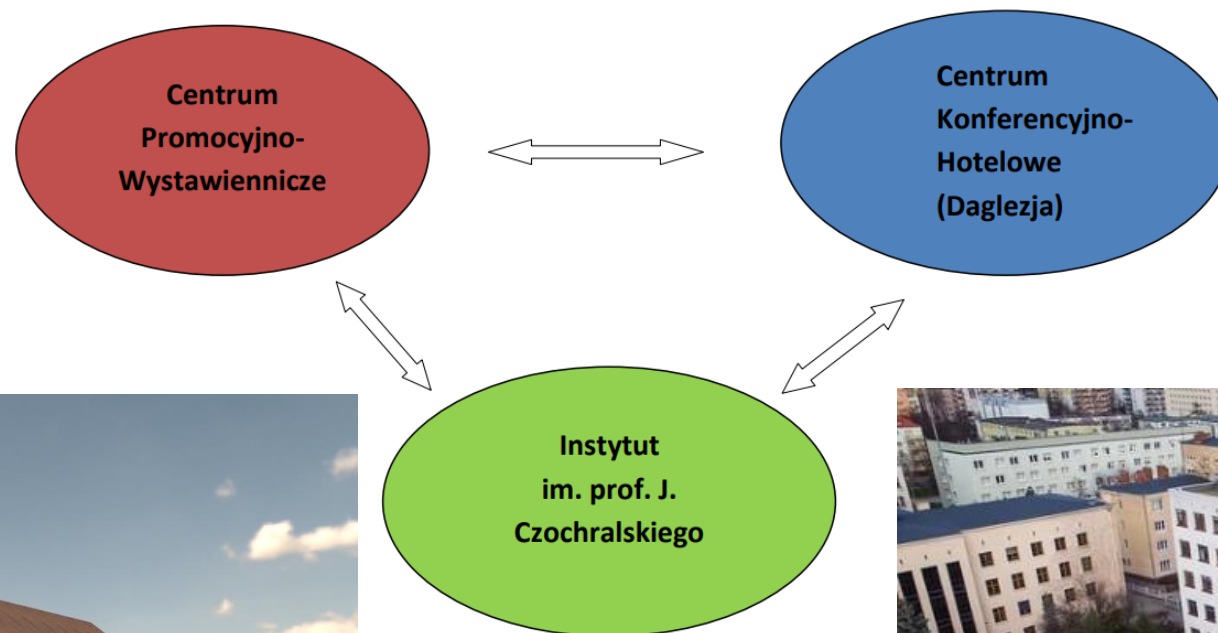 Centrum
Promocyjno-
Wystawiennicze
Centrum
Konferencyjno-
Hotelowe
(Daglezja)
Instytut
im. prof. J.
Czochralskiego